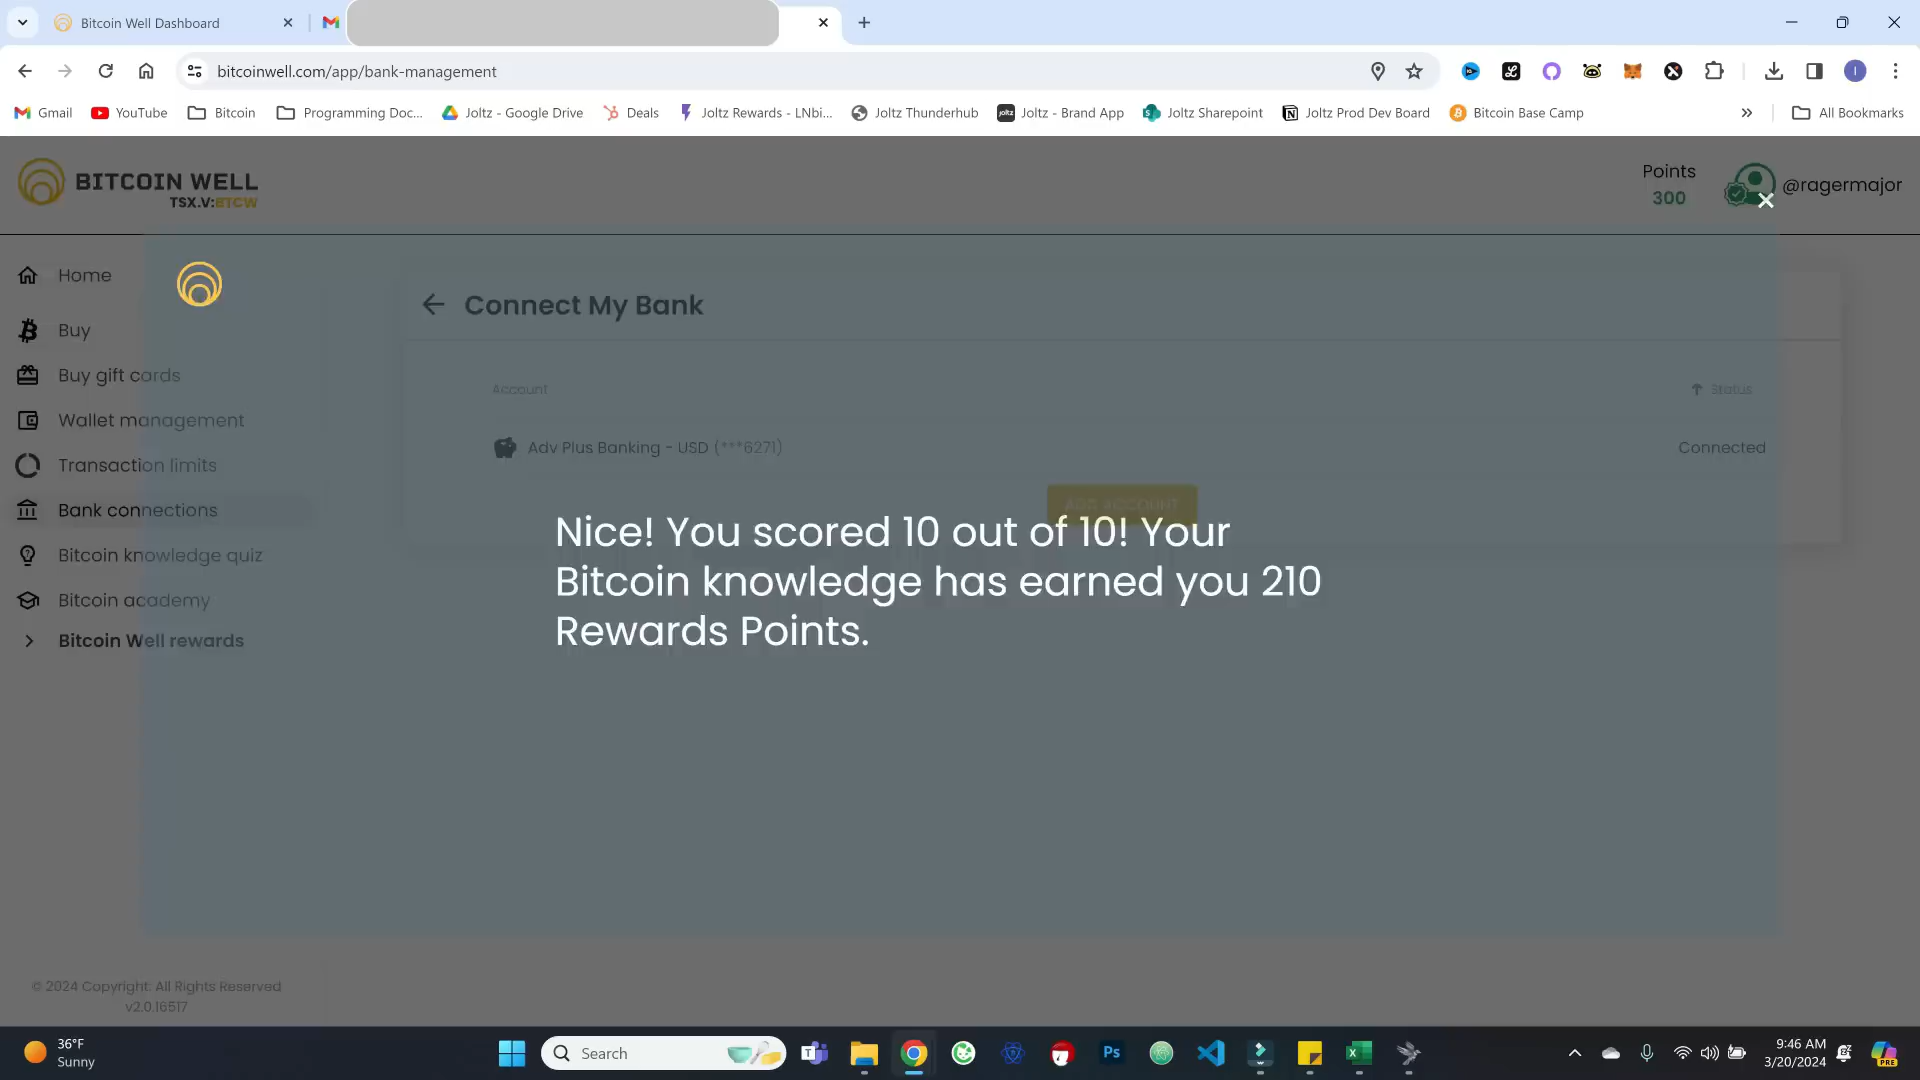 Bitcoin Well Dashboard
bitcoinwell.com/app/bank-management
Gmail
YouTube
Bitcoin
Programming Doc...
Joltz - Google Drive
Deals
Joltz Rewards - LNbi...
Joltz Thunderhub
Joltz - Brand App
Joltz Sharepoint
Joltz Prod Dev Board
Bitcoin Base Camp
All Bookmarks
BITCOIN WELL
TSX.V:BTCW
Points
300
@ragermajor
Home
Buy
Buy gift cards
Wallet management
Transaction limits
Bank connections
Bitcoin knowledge quiz
Bitcoin academy
Bitcoin Well rewards
Connect My Bank
Account
Status
Adv Plus Banking - USD (***6271)
Connected
ADD ACCOUNT
Nice! You scored 10 out of 10! Your
Bitcoin knowledge has earned you 210
Rewards Points.
© 2024 Copyright: All Rights Reserved
v2.0.16517
36°F
Sunny
Search
Ps
9:46 AM
3/20/2024
PRE